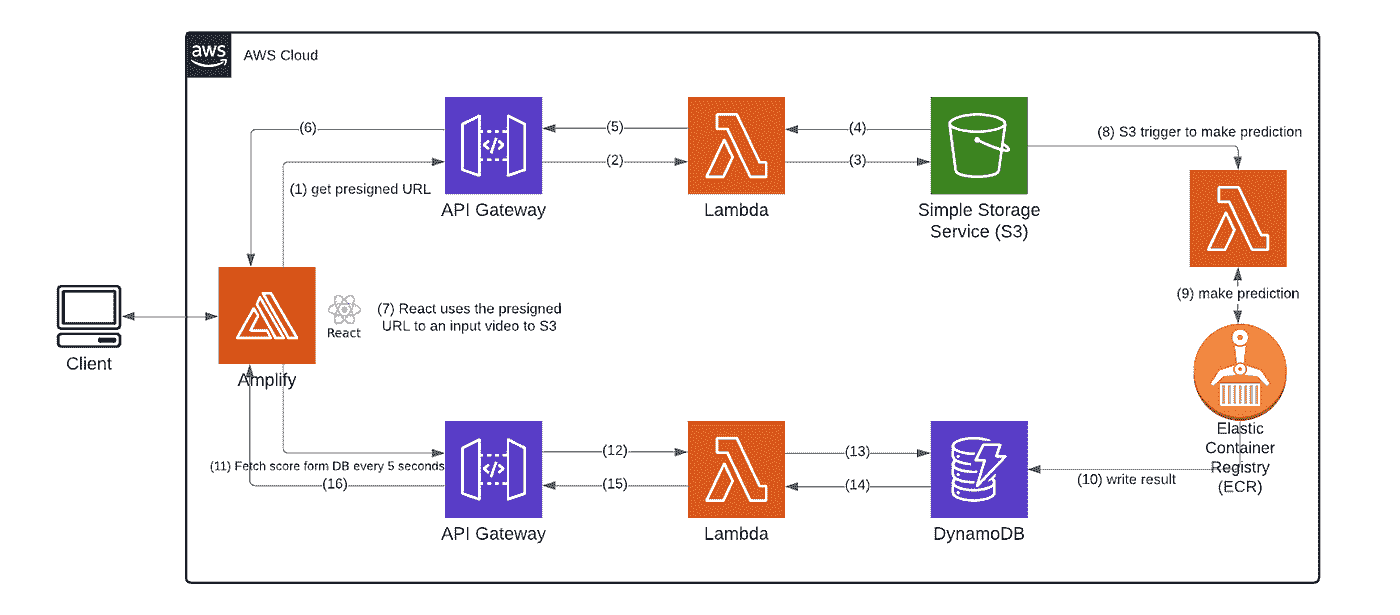 aws
AWS Cloud
(6)
(5)
(4)
(8) S3 trigger to make prediction
(2)
(3)
(1) get presigned URL
API Gateway
Lambda
Simple Storage
Service (S3)
(9) make prediction
(7) React uses the presigned
URL to an input video to S3
React
Client
Amplify
Elastic
Container
Registry
(ECR)
(12)
(13)
(11) Fetch score form DB every 5 seconds
(16)
(15)
(14)
(10) write result
API Gateway
Lambda
DynamoDB